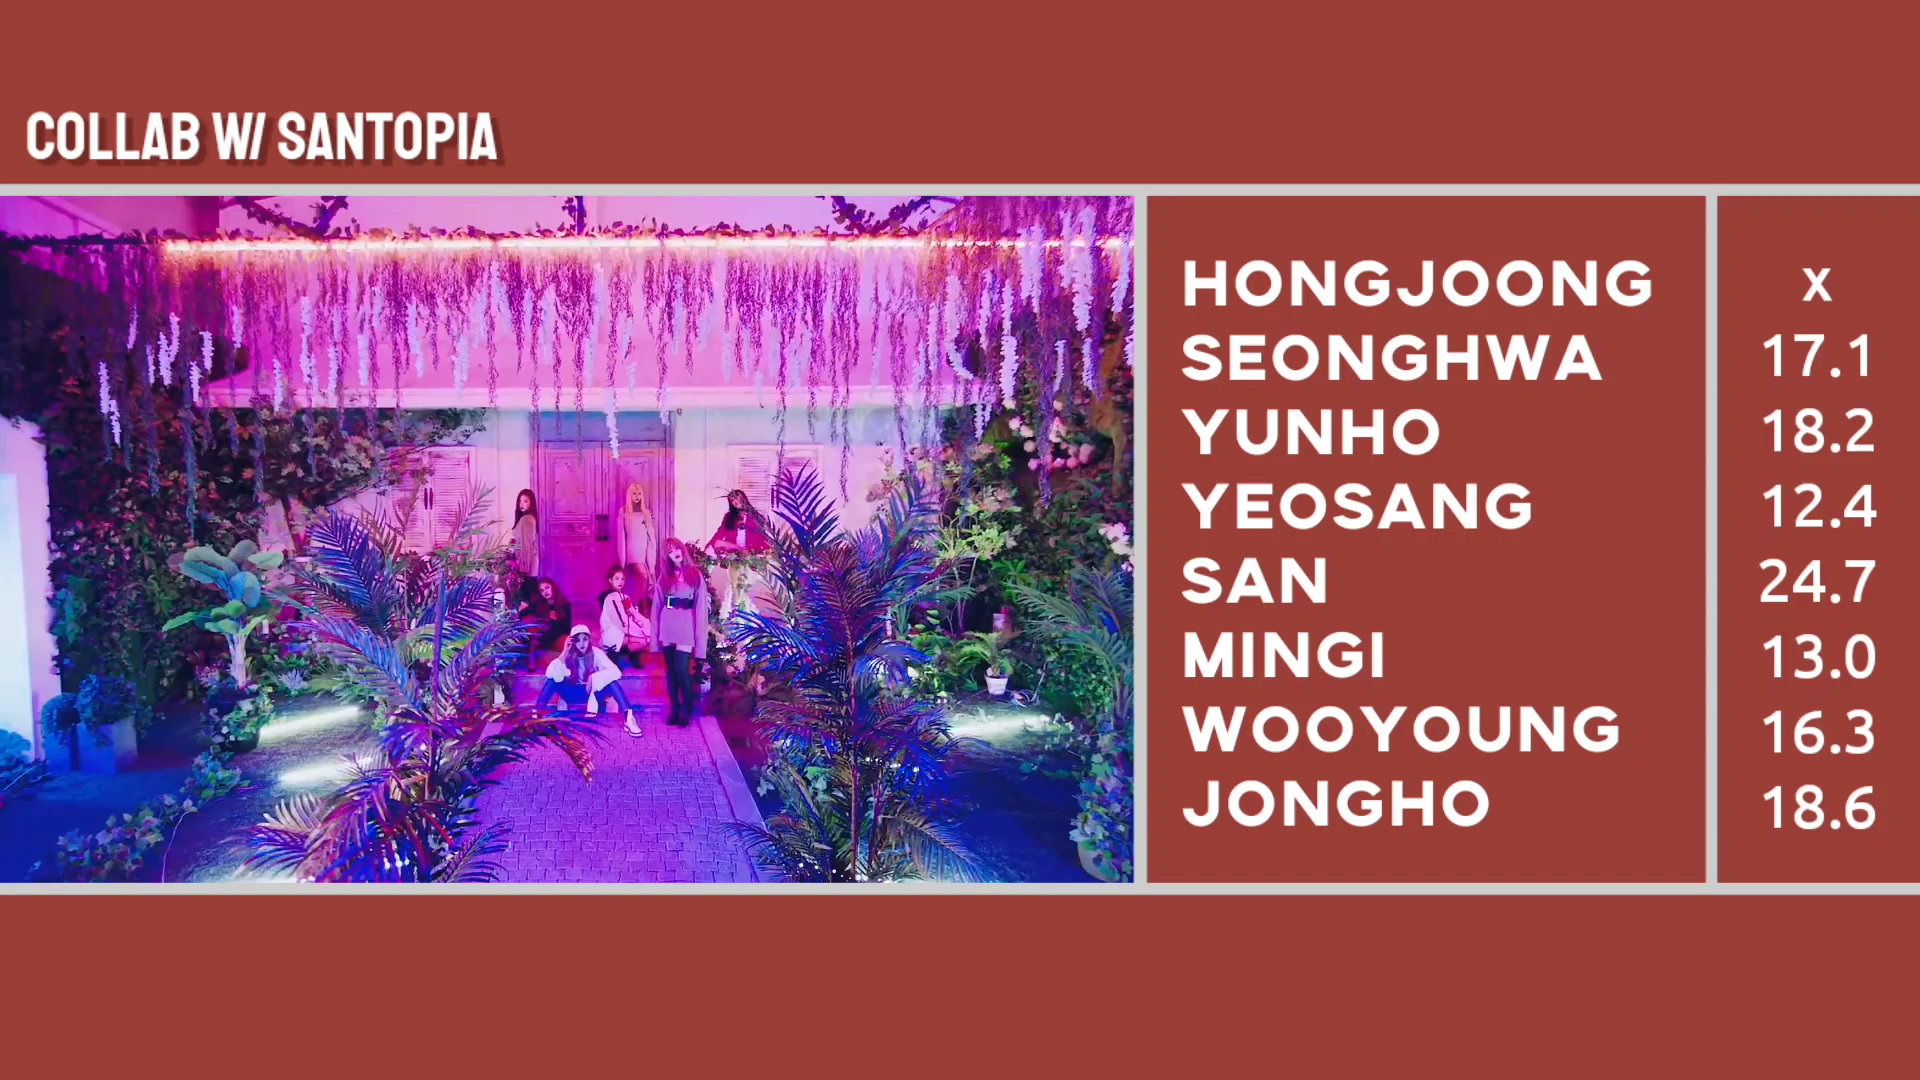 COLLAB W/ SANTOPIA
HONGJOONG x
SEONGHWA 17.1
YUNHO 18.2
YEOSANG 12.4
SAN 24.7
MINGI 13.0
WOOYOUNG 16.3
JONGHO 18.6